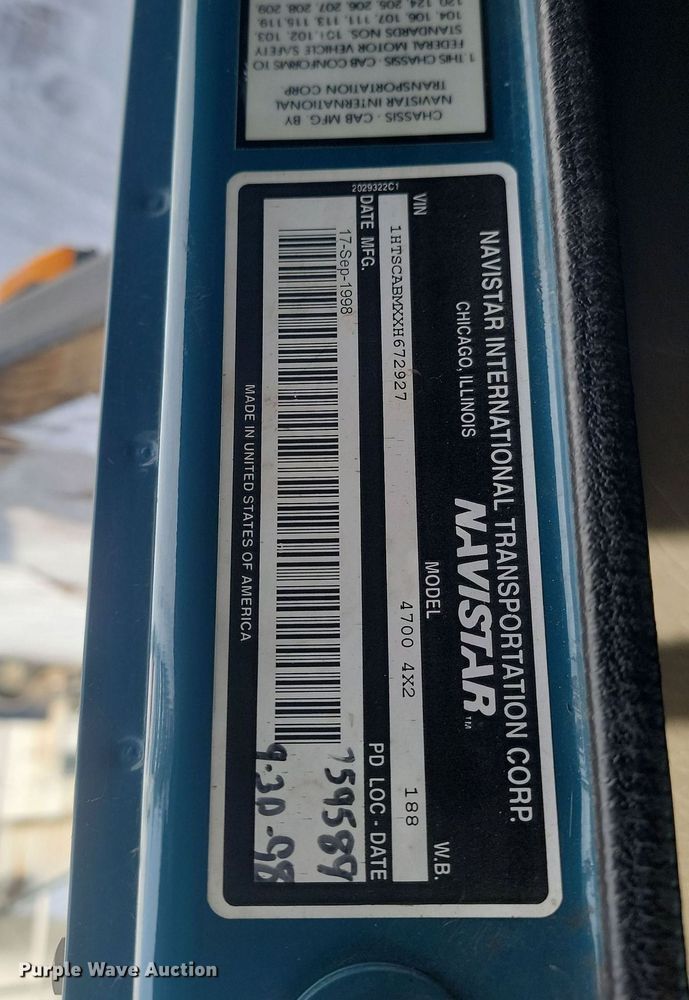 CHASSIS - CAB MFG. BY
NAVISTAR INTERNATIONAL
TRANSPORTATION CORP.
1. THIS CHASSIS - CAB CONFORMS TO
FEDERAL MOTOR VEHICLE SAFETY
STANDARDS NOS. 101, 102, 103,
104, 106, 107, 111, 113, 115, 119,
120, 124, 205, 206, 207, 208, 209
NAVISTAR INTERNATIONAL TRANSPORTATION CORP.
CHICAGO, ILLINOIS
NAVISTAR™
VIN MODEL W.B.
1HTSCABMXXH672927 4700 4X2 188
DATE MFG. PD LOC - DATE
2029322C1
17-Sep-1998
759589
9-30-98
MADE IN UNITED STATES OF AMERICA
Purple Wave Auction